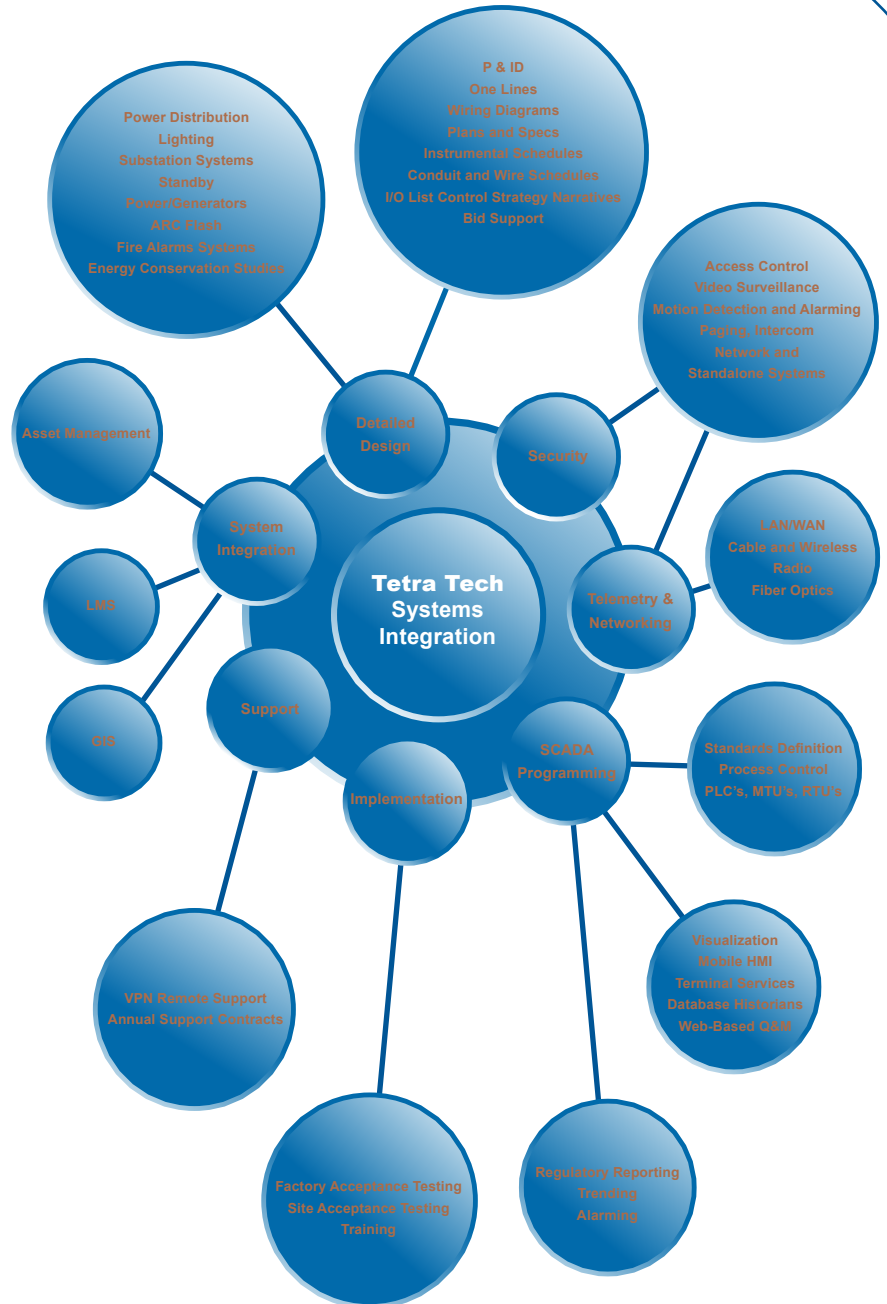 P & ID
One Lines
Wiring Diagrams
Plans and Specs
Instrumental Schedules
Conduit and Wire Schedules
I/O List Control Strategy Narratives
Bid Support
Power Distribution
Lighting
Substation Systems
Standby
Power/Generators
ARC Flash
Fire Alarms Systems
Energy Conservation Studies
Access Control
Video Surveillance
Motion Detection and Alarming
Paging, Intercom
Network and
Standalone Systems
Asset Management
Detailed
Design
Security
System
Integration
LAN/WAN
Cable and Wireless
Radio
Fiber Optics
Tetra Tech
Systems
Integration
LMS
Telemetry &
Networking
GIS
Support
SCADA
Programming
Standards Definition
Process Control
PLC's, MTU's, RTU's
Implementation
Visualization
Mobile HMI
Terminal Services
Database Historians
Web-Based Q&M
VPN Remote Support
Annual Support Contracts
Factory Acceptance Testing
Site Acceptance Testing
Training
Regulatory Reporting
Trending
Alarming